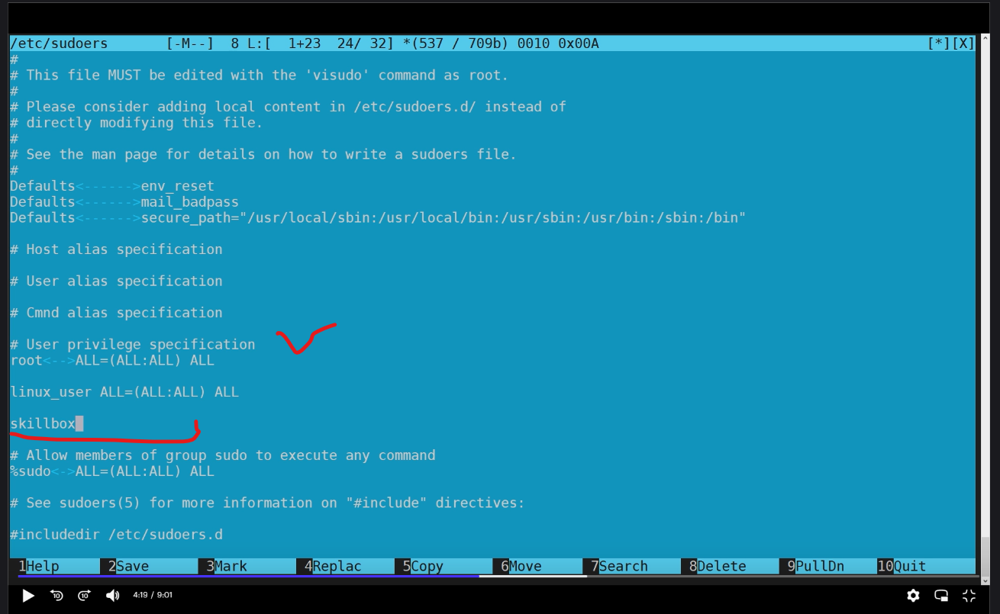 /etc/sudoers [-M--] 8 L:[ 1+23 24/ 32] *(537 / 709b) 0010 0x00A [*][X]
#
# This file MUST be edited with the 'visudo' command as root.
#
# Please consider adding local content in /etc/sudoers.d/ instead of
# directly modifying this file.
#
# See the man page for details on how to write a sudoers file.
#
Defaults<------>env_reset
Defaults<------>mail_badpass
Defaults<------>secure_path="/usr/local/sbin:/usr/local/bin:/usr/sbin:/usr/bin:/sbin:/bin"
# Host alias specification
# User alias specification
# Cmnd alias specification
# User privilege specification
root<-->ALL=(ALL:ALL) ALL
linux_user ALL=(ALL:ALL) ALL
skillbox
# Allow members of group sudo to execute any command
%sudo<->ALL=(ALL:ALL) ALL
# See sudoers(5) for more information on "#include" directives:
#includedir /etc/sudoers.d
1Help 2Save 3Mark 4Replac 5Copy 6Move 7Search 8Delete 9PullDn 10Quit
10 10 4:19 / 9:01